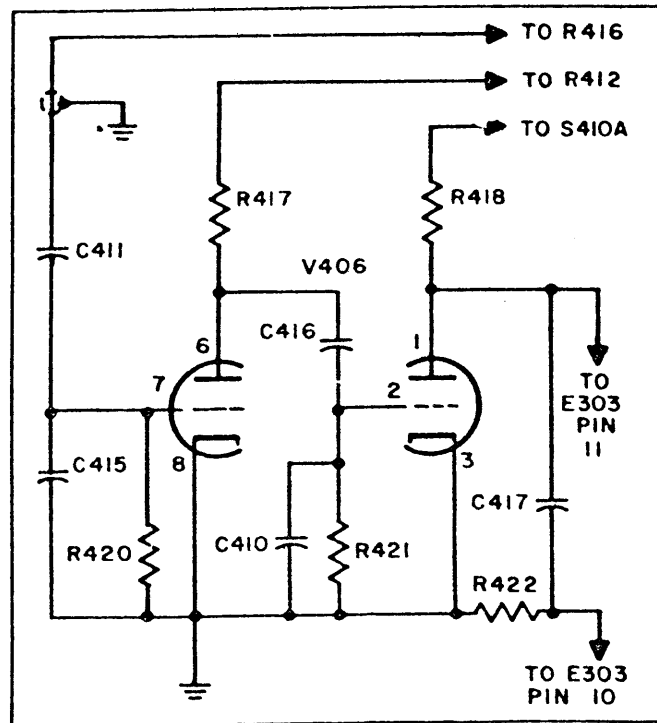 TO R416
TO R412
1
TO S410A
R417
R418
C411
V406
C416
6
1
7
2
TO
E303
PIN
11
C415
8
3
C417
R420
C410
R421
R422
TO E303
PIN 10